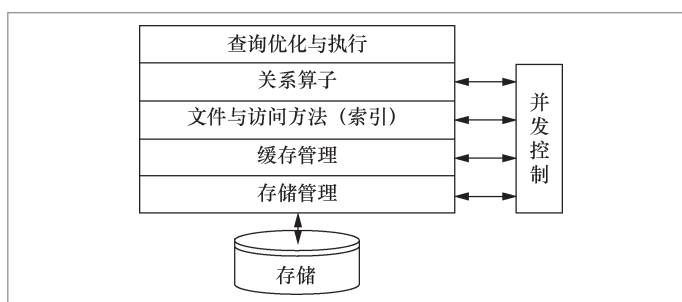 查询优化与执行
关系算子
文件与访问方法（索引）
缓存管理
存储管理
并发控制
存储